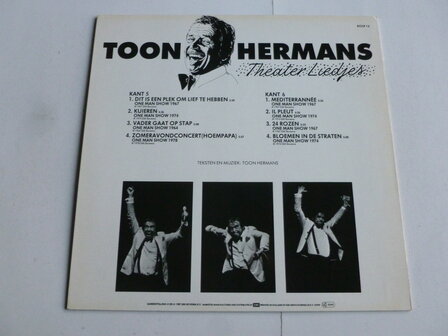 TOON HERMANS
Theater Liedjes
KANT 5
1. DIT IS EEN PLEK OM LIEF TE HEBBEN
ONE MAN SHOW 1967
2. KUIEREN
ONE MAN SHOW 1974
3. VADER GAAT OP STAP
ONE MAN SHOW 1964
4. ZOMERAVONDCONCERT (HOEMPAPA)
ONE MAN SHOW 1978
KANT 6
1. MEDITERRANNÉE
ONE MAN SHOW 1967
2. IL PLEUT
ONE MAN SHOW 1974
3. 24 ROZEN
ONE MAN SHOW 1967
4. BLOEMEN IN DE STRATEN
ONE MAN SHOW 1974
TEKSTEN EN MUZIEK: TOON HERMANS